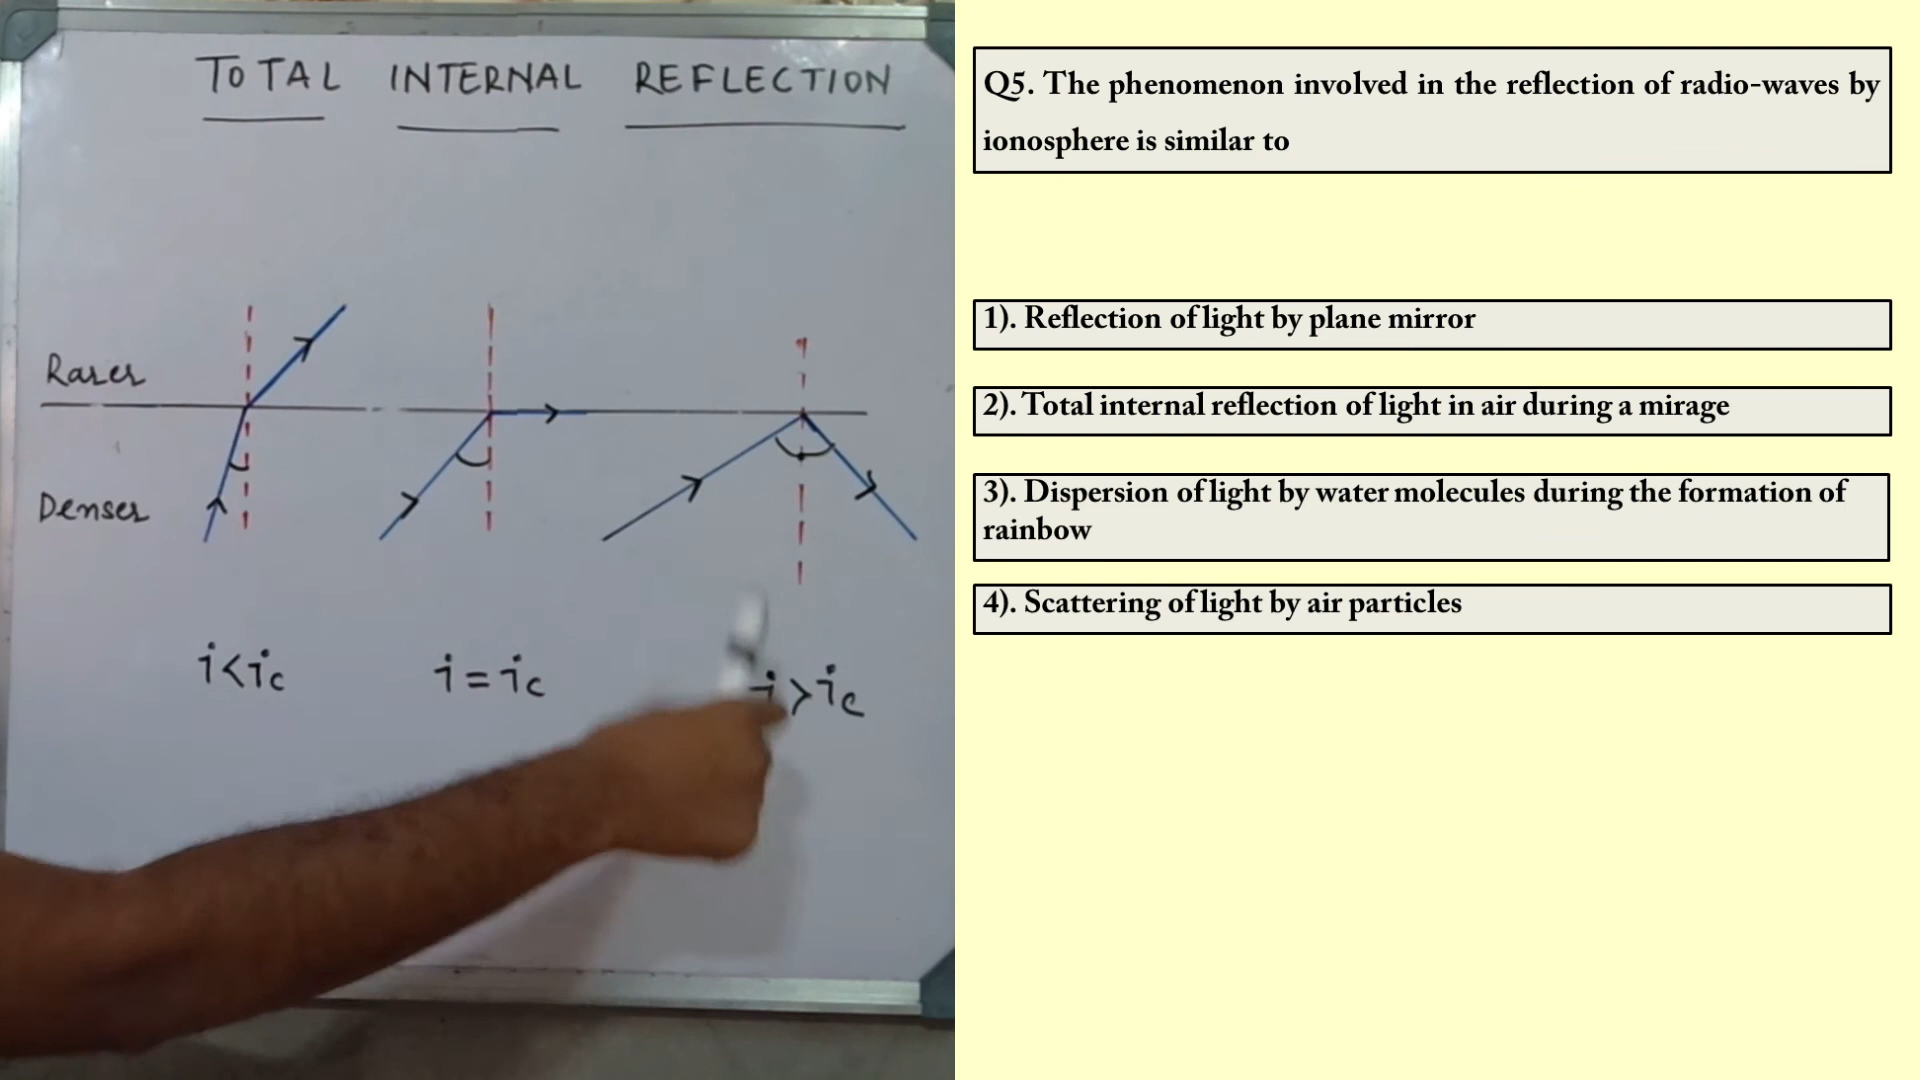 TOTAL INTERNAL REFLECTION
Rarer
Denser
i<ic
i=ic
i>ic
Q5. The phenomenon involved in the reflection of radio-waves by
ionosphere is similar to
1). Reflection of light by plane mirror
2). Total internal reflection of light in air during a mirage
3). Dispersion of light by water molecules during the formation of
rainbow
4). Scattering of light by air particles